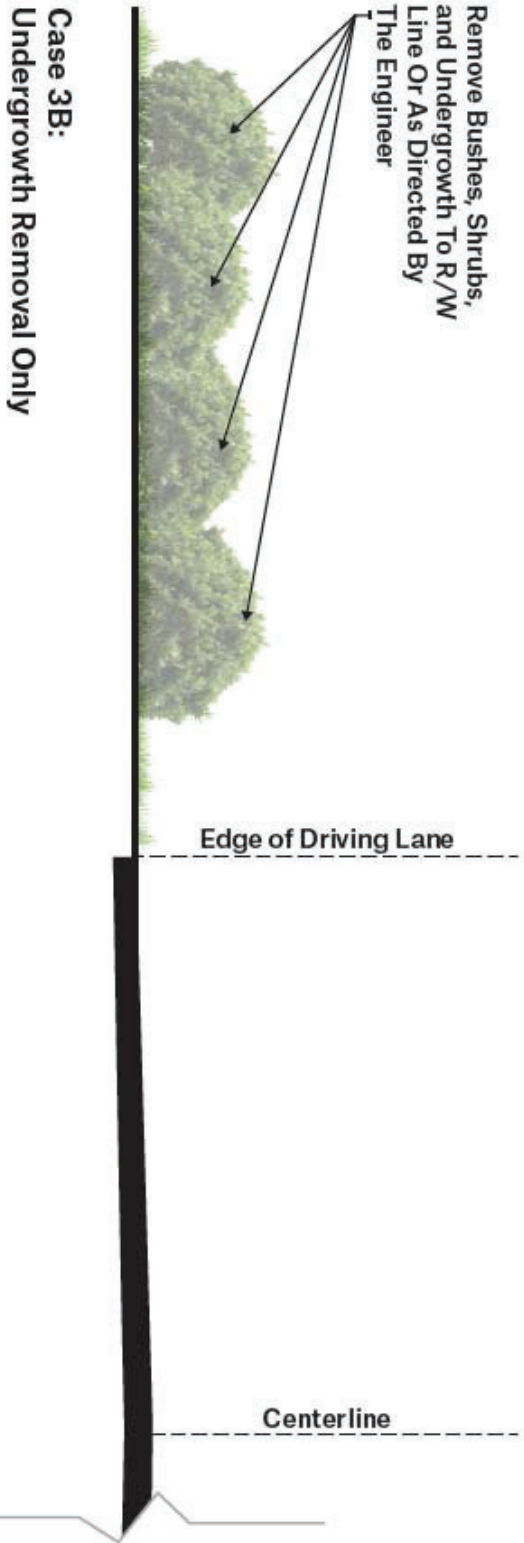 Remove Bushes, Shrubs,
and Undergrowth To R/W
Line Or As Directed By
The Engineer
Edge of Driving Lane
Centerline
Case 3B:
Undergrowth Removal Only